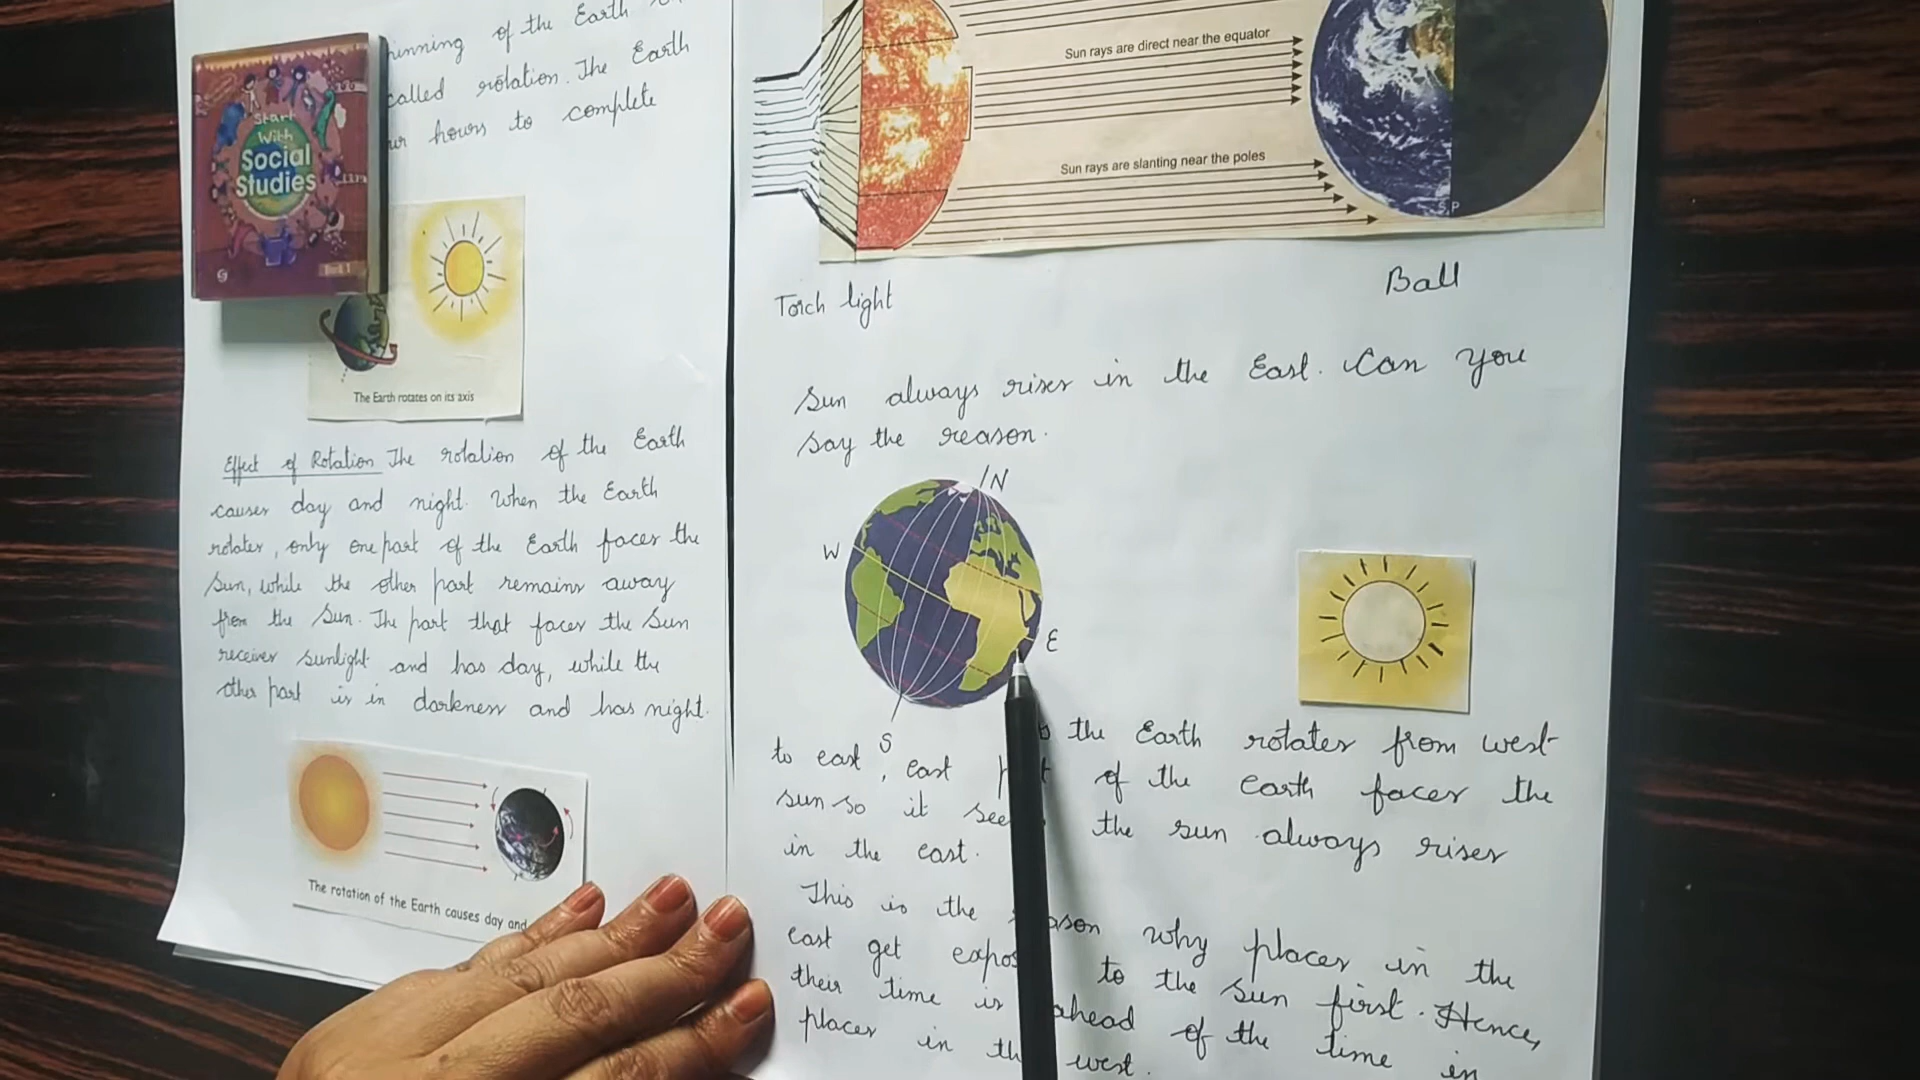 hinning of the Earth
called rotation. The Earth
hours to complete
Start
With
Social
Studies
The Earth rotates on its axis
Effect of Rotation The rotation of the Earth
causes day and night. When the Earth
rotates, only one part of the Earth faces the
Sun, while the other part remains away
from the Sun. The part that faces the Sun
receives sunlight and has day, while the
other part is in darkness and has night.
The rotation of the Earth causes day and
Sun rays are direct near the equator
Sun rays are slanting near the poles
S.P
Torch light
Ball
Sun always rises in the East. Can you
say the reason.
N
W
E
S
the Earth rotates from west
to east, east of the earth faces the
sun so it the sun always rises
in the east.
This is the why places in the
east get to the Sun first. Hence,
their time is ahead of the time in
places in west.